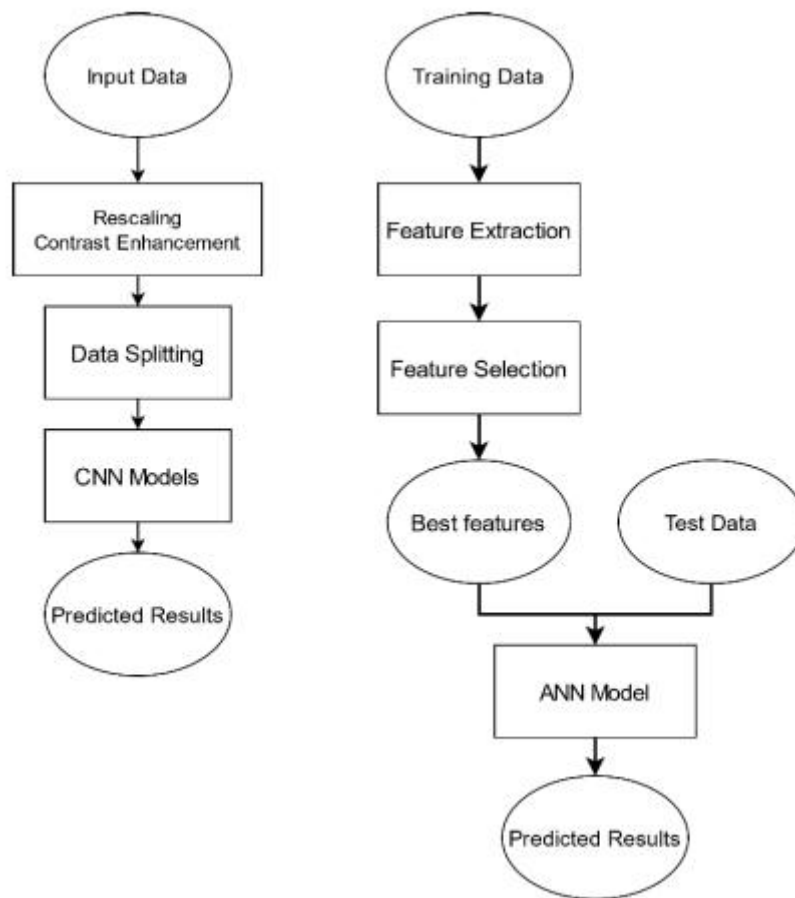 Input Data
Rescaling
Contrast Enhancement
Data Splitting
CNN Models
Predicted Results
Training Data
Feature Extraction
Feature Selection
Best features
Test Data
ANN Model
Predicted Results